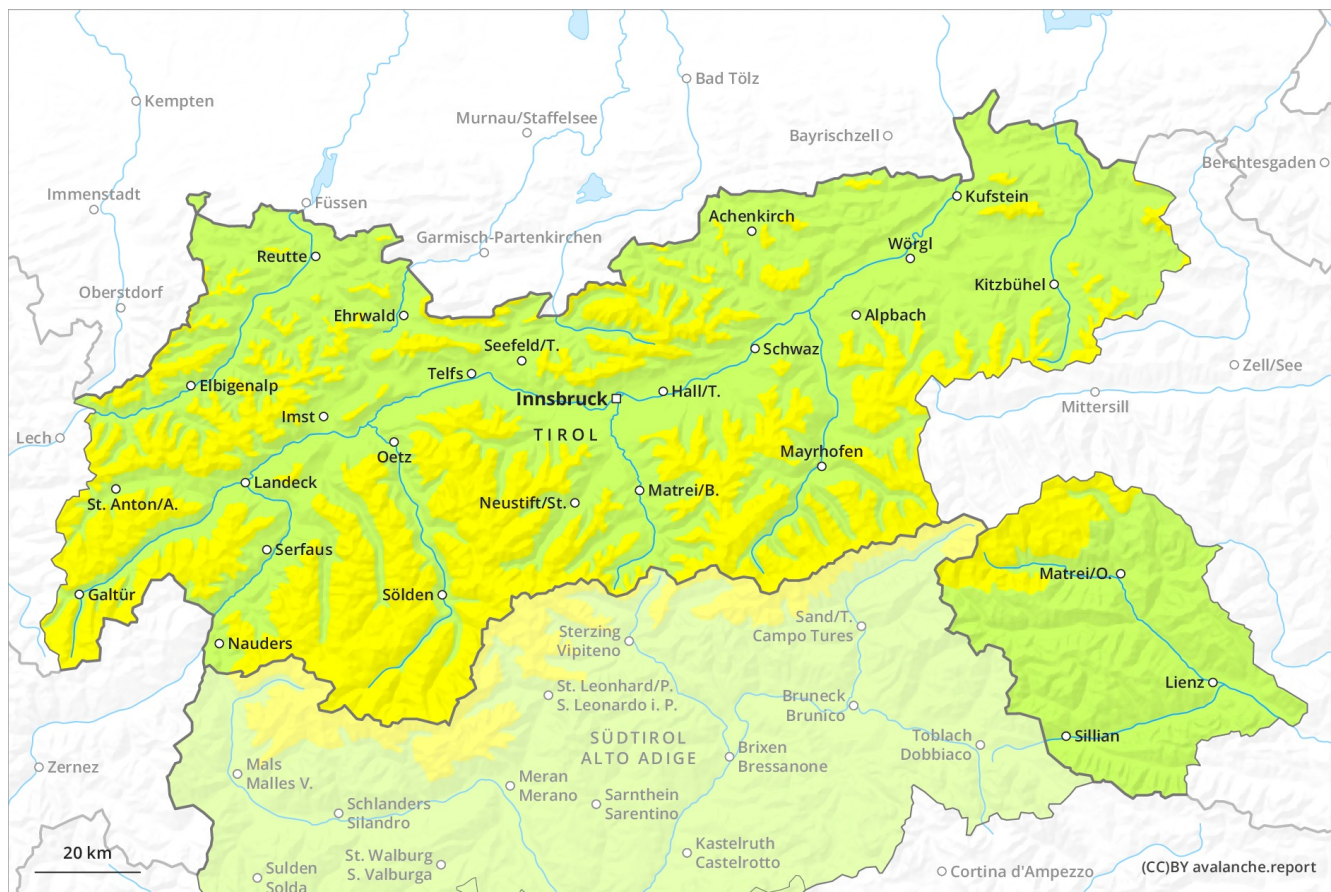 Kempten
Bad Tölz
Murnau/Staffelsee
Bayrischzell
Berchtesgaden
Immenstadt
Füssen
Kufstein
Achenkirch
Garmisch-Partenkirchen
Reutte
Wörgl
Oberstdorf
Kitzbühel
Ehrwald
Alpbach
Seefeld/T.
Schwaz
Zell/See
Telfs
Elbigenalp
Innsbruck
Hall/T.
Mittersill
Imst
TIROL
Lech
Oetz
Mayrhofen
Landeck
Matrei/B.
St. Anton/A.
Neustift/St.
Serfaus
Matrei/O.
Galtür
Sölden
Sand/T.
Campo Tures
Sterzing
Vipiteno
Nauders
Lienz
St. Leonhard/P.
S. Leonardo i. P.
Bruneck
Brunico
SÜDTIROL
ALTO ADIGE
Toblach
Dobbiaco
Sillian
Brixen
Bressanone
Zernez
Mals
Malles V.
Meran
Merano
Sarnthein
Sarentino
Schlanders
Silandro
Kastelruth
Castelrotto
20 km
St. Walburg
S. Valburga
Sulden
Solda
Cortina d'Ampezzo
(CC)BY avalanche.report